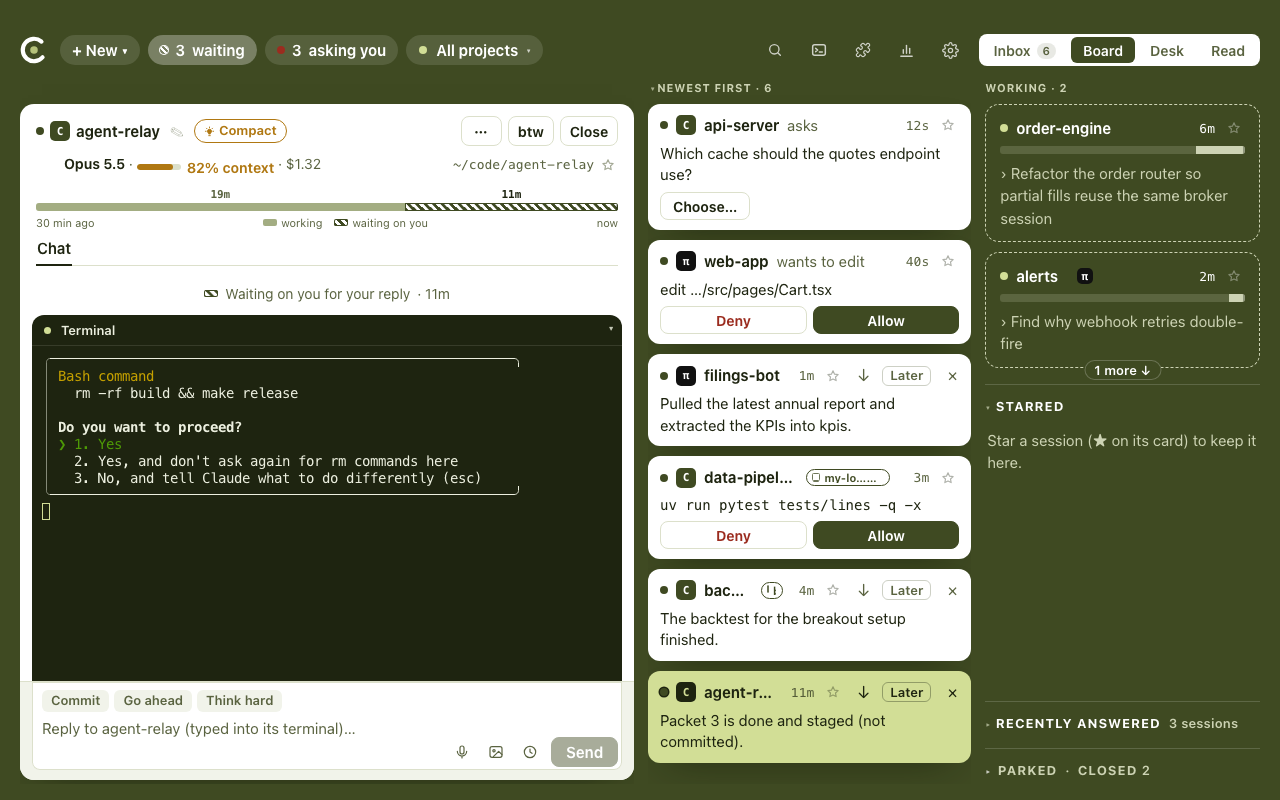 + New ▾
3 waiting
3 asking you
All projects ▾
Inbox 6
Board
Desk
Read
C agent-relay
Compact
...
btw
Close
Opus 5.5 · 82% context · $1.32
~/code/agent-relay
19m
11m
30 min ago
working
waiting on you
now
Chat
Waiting on you for your reply · 11m
Terminal
Bash command
rm -rf build && make release
Do you want to proceed?
❯ 1. Yes
2. Yes, and don't ask again for rm commands here
3. No, and tell Claude what to do differently (esc)
Commit
Go ahead
Think hard
Reply to agent-relay (typed into its terminal)...
Send
NEWEST FIRST · 6
C api-server asks 12s
Which cache should the quotes endpoint
use?
Choose...
π web-app wants to edit 40s
edit .../src/pages/Cart.tsx
Deny
Allow
π filings-bot 1m ↓ Later ×
Pulled the latest annual report and
extracted the KPIs into kpis.
C data-pipel... my-lo...... 3m
uv run pytest tests/lines -q -x
Deny
Allow
C bac... 4m ↓ Later ×
The backtest for the breakout setup
finished.
C agent-r... 11m ↓ Later ×
Packet 3 is done and staged (not
committed).
WORKING · 2
order-engine 6m
› Refactor the order router so
partial fills reuse the same broker
session
alerts π 2m
› Find why webhook retries double-
fire
1 more ↓
STARRED
Star a session (★ on its card) to keep it
here.
RECENTLY ANSWERED 3 sessions
PARKED · CLOSED 2